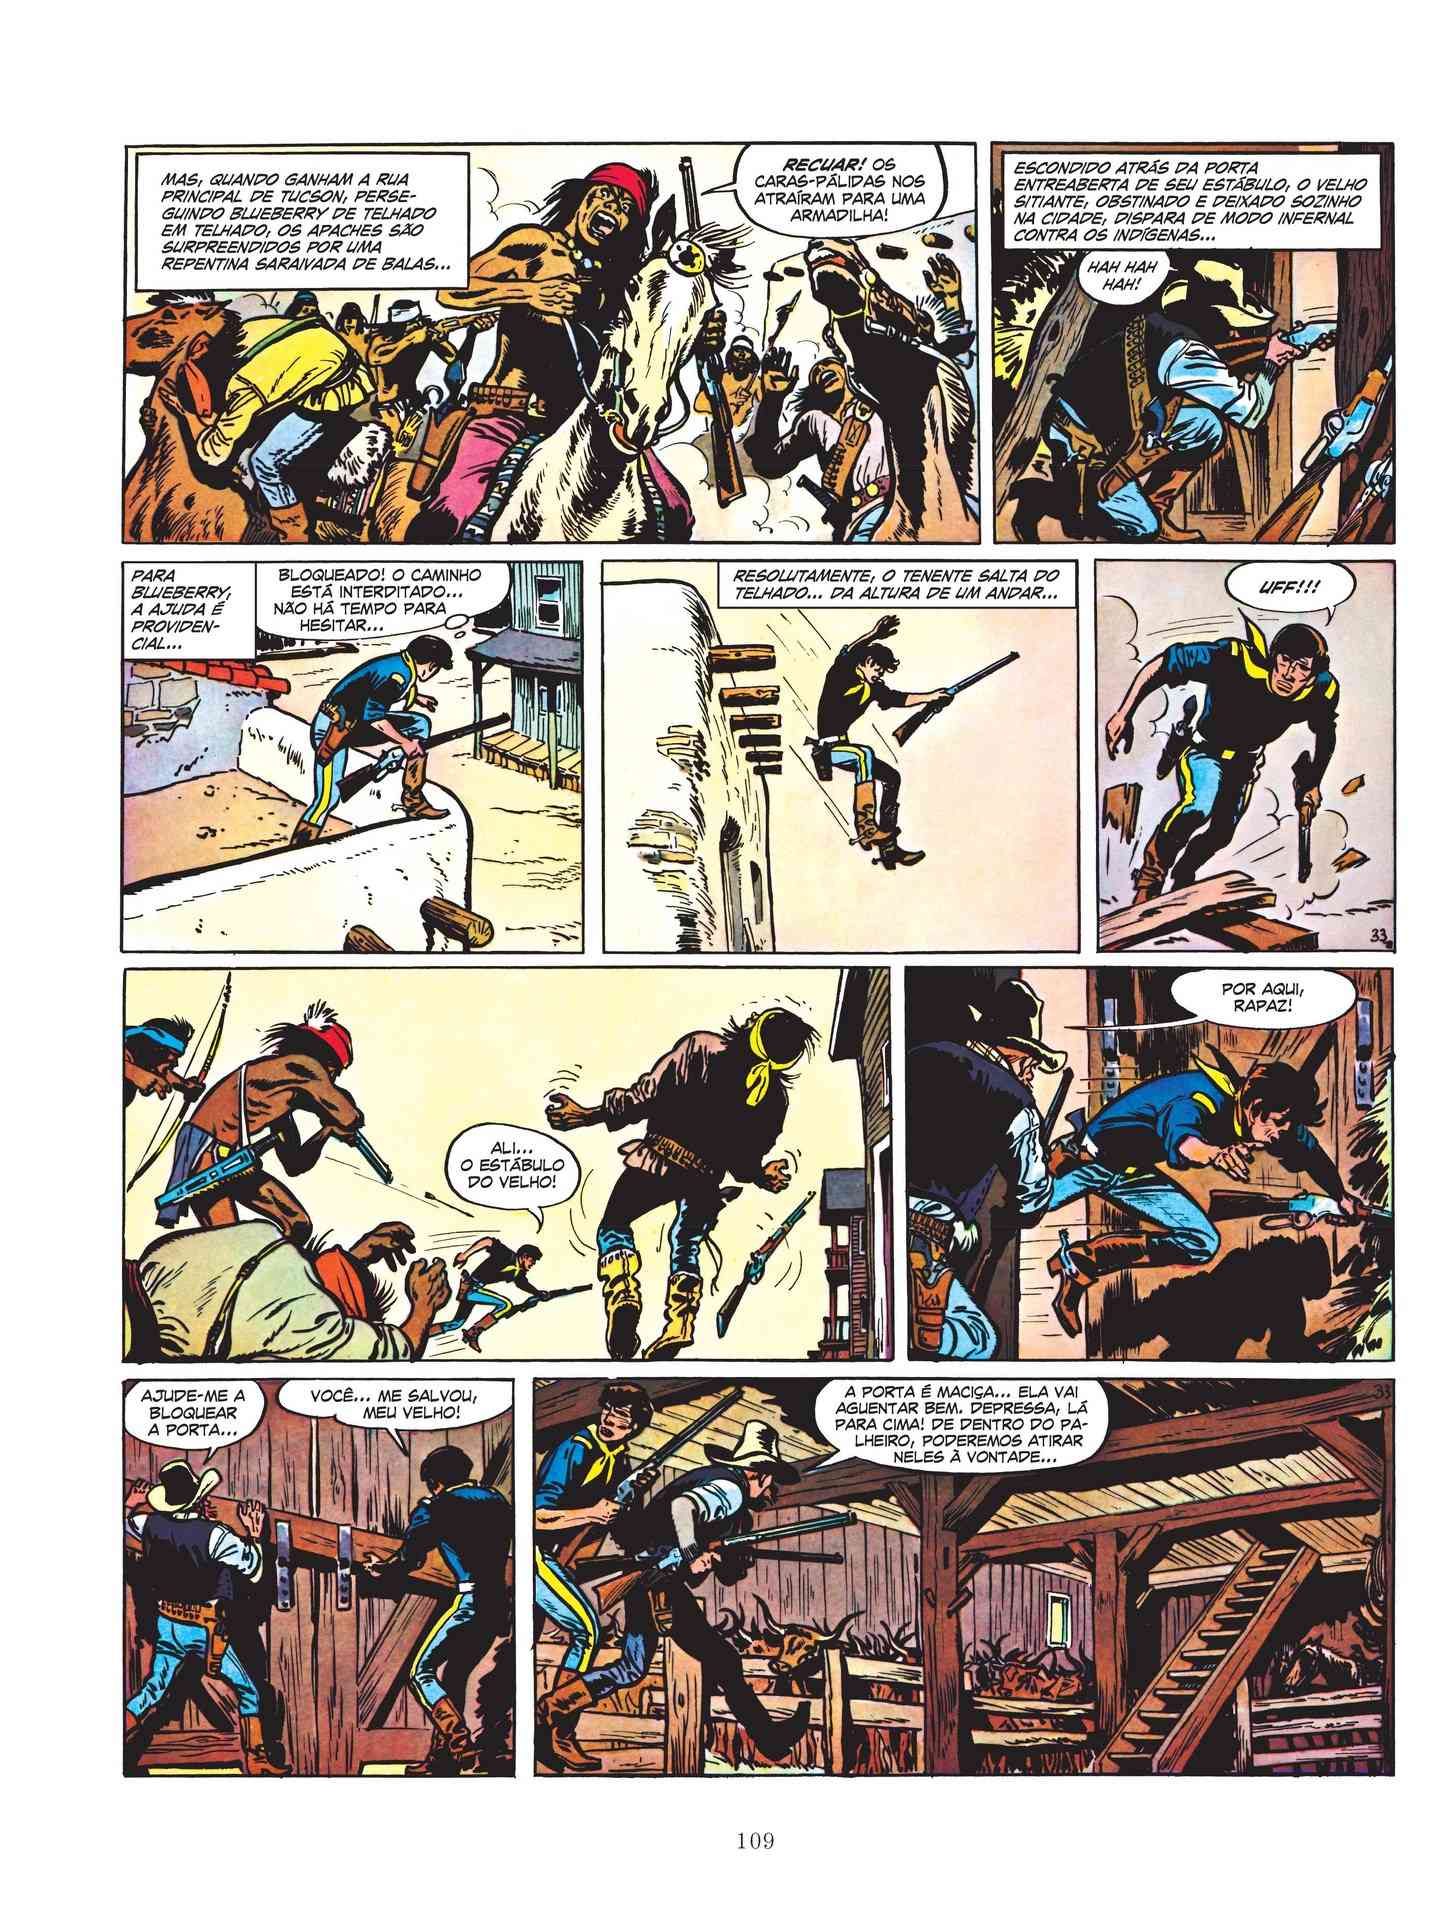 MAS, QUANDO GANHAM A RUA
PRINCIPAL DE TUCSON, PERSE-
GUINDO BLUEBERRY DE TELHADO
EM TELHADO, OS APACHES SÃO
SURPREENDIDOS POR UMA
REPENTINA SARAIVADA DE BALAS...
RECUAR! OS
CARAS-PÁLIDAS NOS
ATRAÍRAM PARA UMA
ARMADILHA!
ESCONDIDO ATRÁS DA PORTA
ENTREABERTA DE SEU ESTÁBULO, O VELHO
SITIANTE, OBSTINADO E DEIXADO SOZINHO
NA CIDADE, DISPARA DE MODO INFERNAL
CONTRA OS INDÍGENAS...
HAH HAH
HAH!
PARA
BLUEBERRY,
A AJUDA É
PROVIDEN-
CIAL...
BLOQUEADO! O CAMINHO
ESTÁ INTERDITADO...
NÃO HÁ TEMPO PARA
HESITAR...
RESOLUTAMENTE, O TENENTE SALTA DO
TELHADO... DA ALTURA DE UM ANDAR...
UFF!!!
33
ALI...
O ESTÁBULO
DO VELHO!
POR AQUI,
RAPAZ!
AJUDE-ME A
BLOQUEAR
A PORTA...
VOCÊ... ME SALVOU,
MEU VELHO!
A PORTA É MACIÇA... ELA VAI
AGUENTAR BEM. DEPRESSA, LÁ
PARA CIMA! DE DENTRO DO PA-
LHEIRO, PODEREMOS ATIRAR
NELES À VONTADE...
33
109